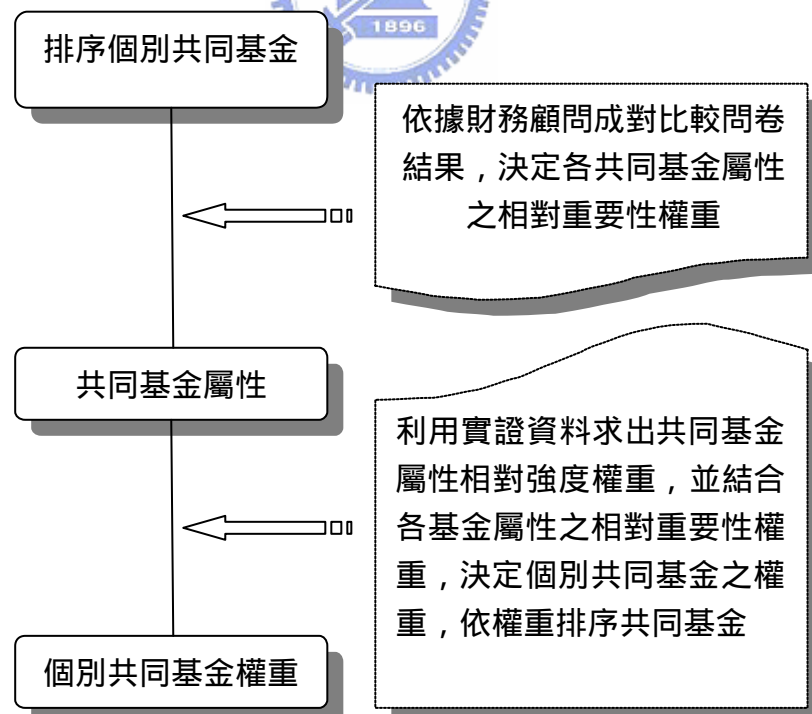 1896
排序個別共同基金
依據財務顧問成對比較問卷
結果，決定各共同基金屬性
之相對重要性權重
共同基金屬性
利用實證資料求出共同基金
屬性相對強度權重，並結合
各基金屬性之相對重要性權
重，決定個別共同基金之權
重，依權重排序共同基金
個別共同基金權重